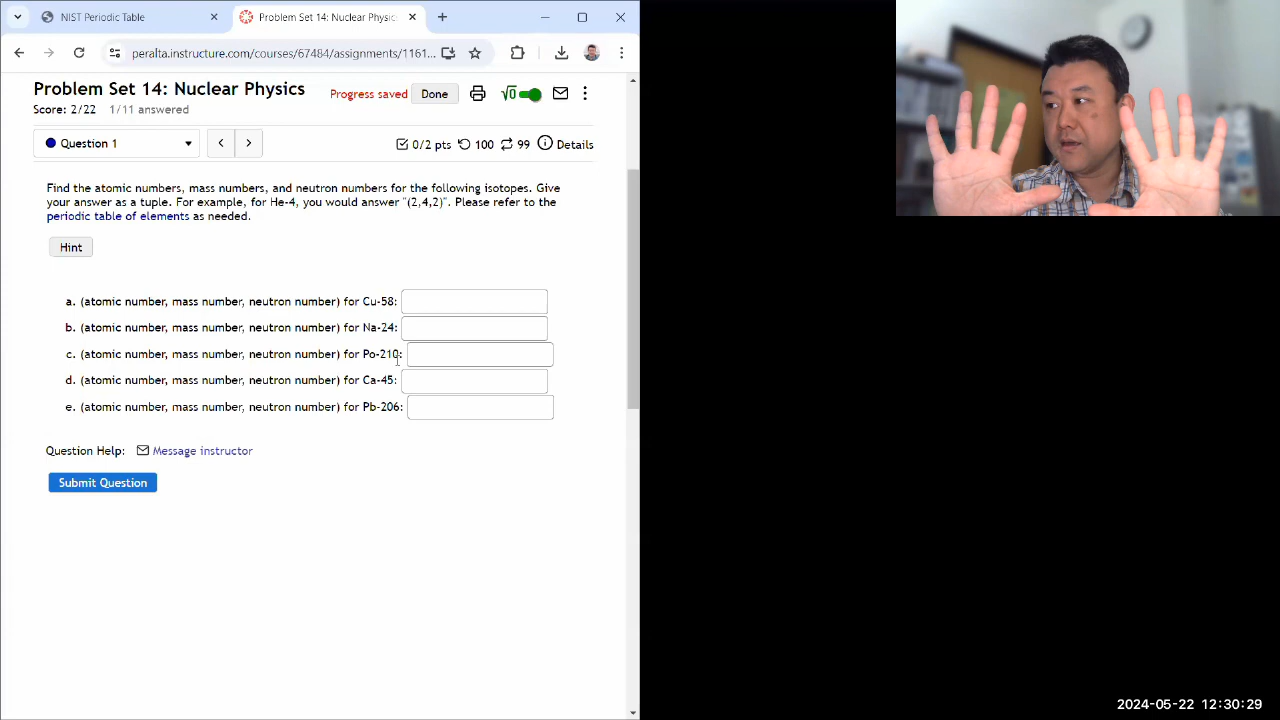 NIST Periodic Table
Problem Set 14: Nuclear Physic
peralta.instructure.com/courses/67484/assignments/1161...
Problem Set 14: Nuclear Physics
Progress saved
Done
√0
Score: 2/22 1/11 answered
Question 1
0/2 pts 100 99 Details
Find the atomic numbers, mass numbers, and neutron numbers for the following isotopes. Give
your answer as a tuple. For example, for He-4, you would answer "(2,4,2)". Please refer to the
periodic table of elements as needed.
Hint
a. (atomic number, mass number, neutron number) for Cu-58:
b. (atomic number, mass number, neutron number) for Na-24:
c. (atomic number, mass number, neutron number) for Po-210:
d. (atomic number, mass number, neutron number) for Ca-45:
e. (atomic number, mass number, neutron number) for Pb-206:
Question Help: Message instructor
Submit Question
2024-05-22 12:30:29